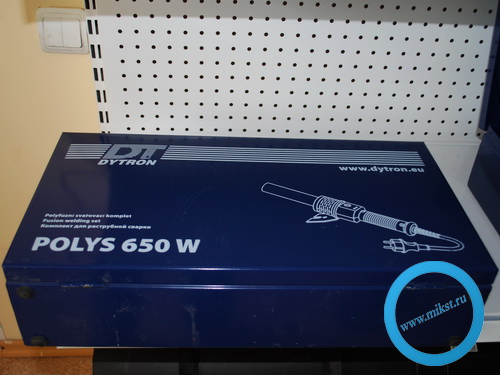 DT
DYTRON
www.dytron.eu
Polyfuzní svařovací komplet
Fusion welding set
Комплект для раструбной сварки
POLYS 650 W
www.mikst.ru